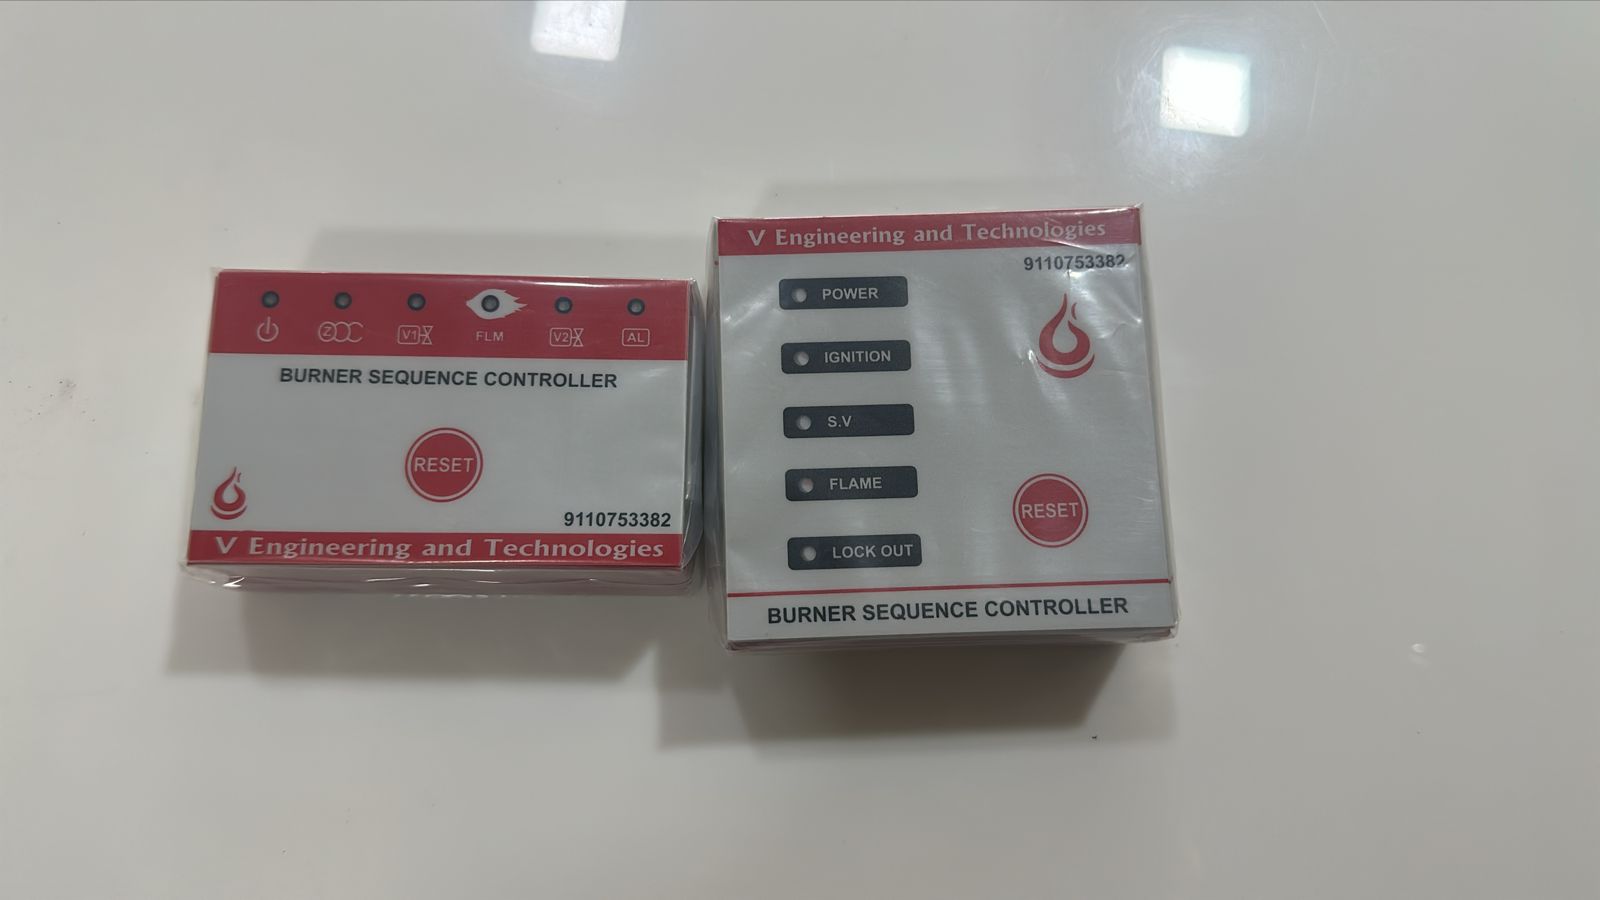 Z V1 FLM V2 AL
BURNER SEQUENCE CONTROLLER
RESET
9110753382
V Engineering and Technologies
V Engineering and Technologies
9110753382
POWER
IGNITION
S.V
FLAME
RESET
LOCK OUT
BURNER SEQUENCE CONTROLLER